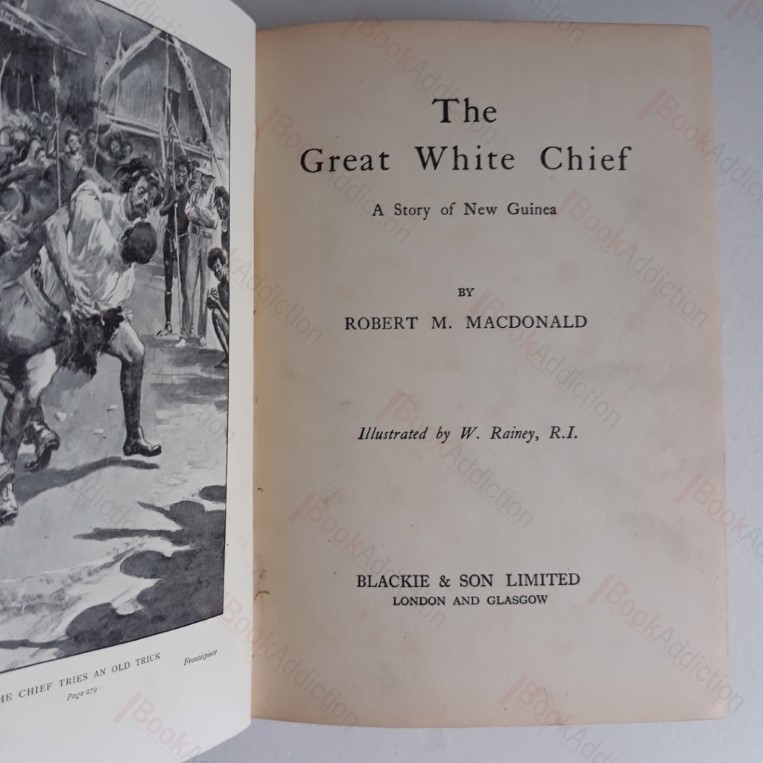 HE CHIEF TRIES AN OLD TRICK
Frontispiece
Page 279
The
Great White Chief
A Story of New Guinea
BY
ROBERT M. MACDONALD
Illustrated by W. Rainey, R.I.
BLACKIE & SON LIMITED
LONDON AND GLASGOW
BookAddiction